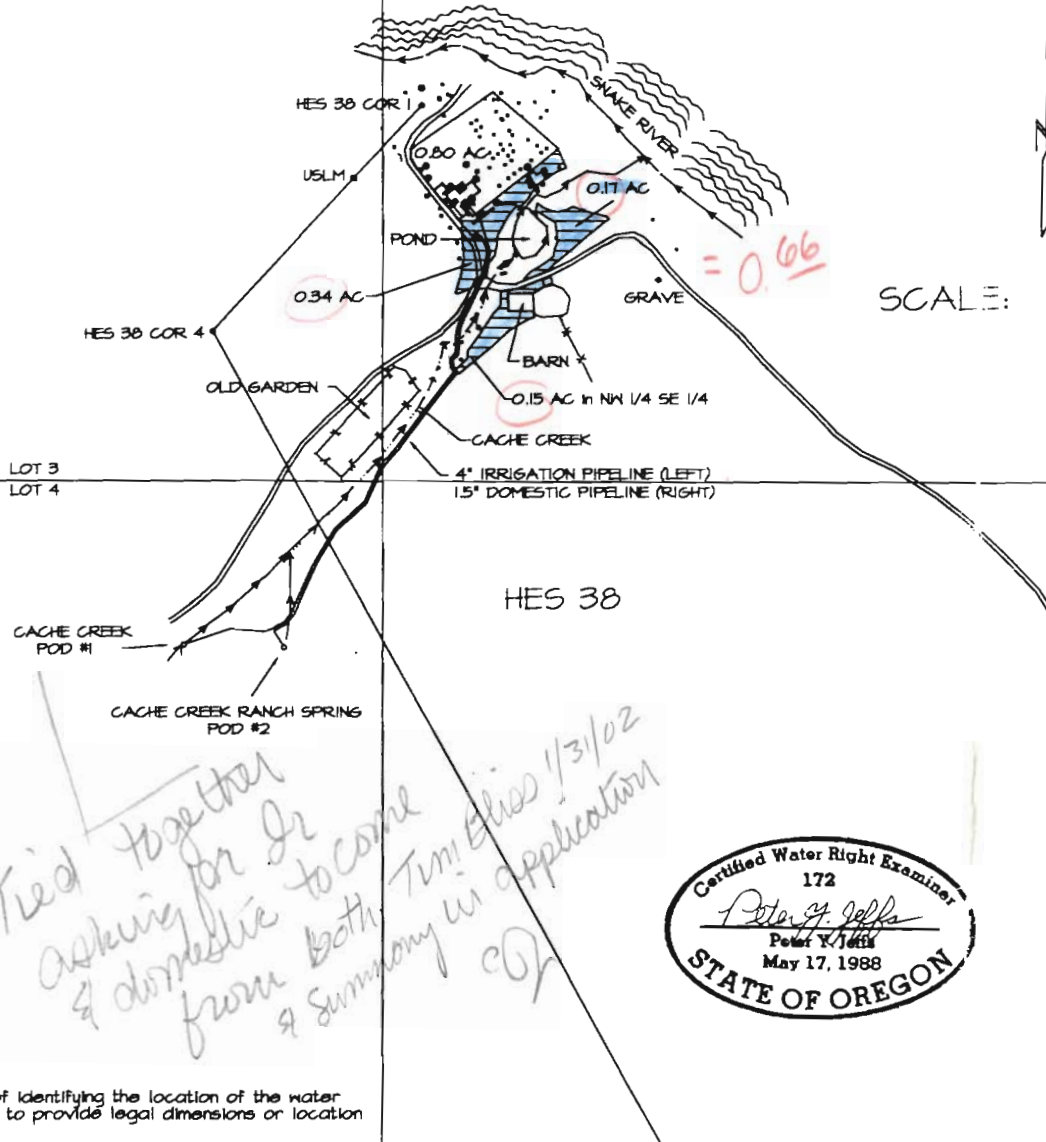 SNAKE RIVER
HES 38 COR 1
0.80 AC
USLM
0.17 AC
POND
= 0.66
0.34 AC
GRAVE
SCALE:
HES 38 COR 4
BARN
OLD GARDEN
0.15 AC in NW 1/4 SE 1/4
CACHE CREEK
LOT 3
4" IRRIGATION PIPELINE (LEFT)
LOT 4
1.5" DOMESTIC PIPELINE (RIGHT)
HES 38
CACHE CREEK
POD #1
CACHE CREEK RANCH SPRING
POD #2
Tied together
asking for Ir
& domestic to come
from both Tim Bliss 1/31/02
& summony in application
Certified Water Right Examiner
172
Peter Y. Jeffs
Peter Y. Jeffs
May 17, 1988
STATE OF OREGON
of identifying the location of the water
to provide legal dimensions or location